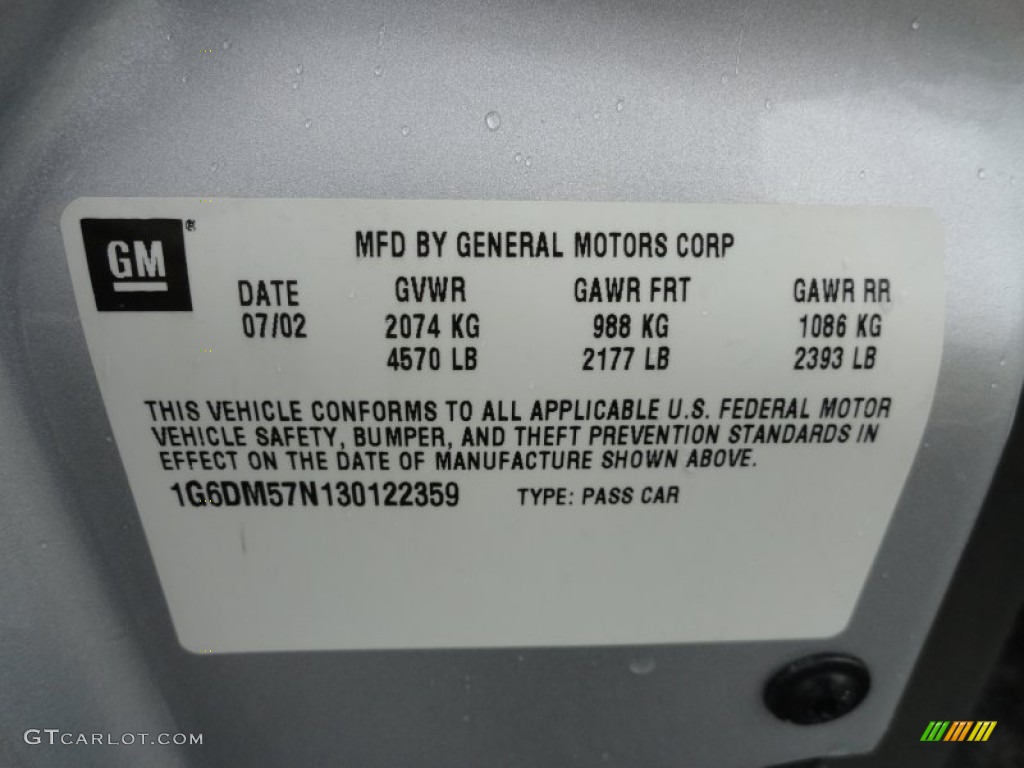 GM ®
MFD BY GENERAL MOTORS CORP
DATE GVWR GAWR FRT GAWR RR
07/02 2074 KG 988 KG 1086 KG
4570 LB 2177 LB 2393 LB
THIS VEHICLE CONFORMS TO ALL APPLICABLE U.S. FEDERAL MOTOR
VEHICLE SAFETY, BUMPER, AND THEFT PREVENTION STANDARDS IN
EFFECT ON THE DATE OF MANUFACTURE SHOWN ABOVE.
1G6DM57N130122359 TYPE: PASS CAR
GTCARLOT.COM